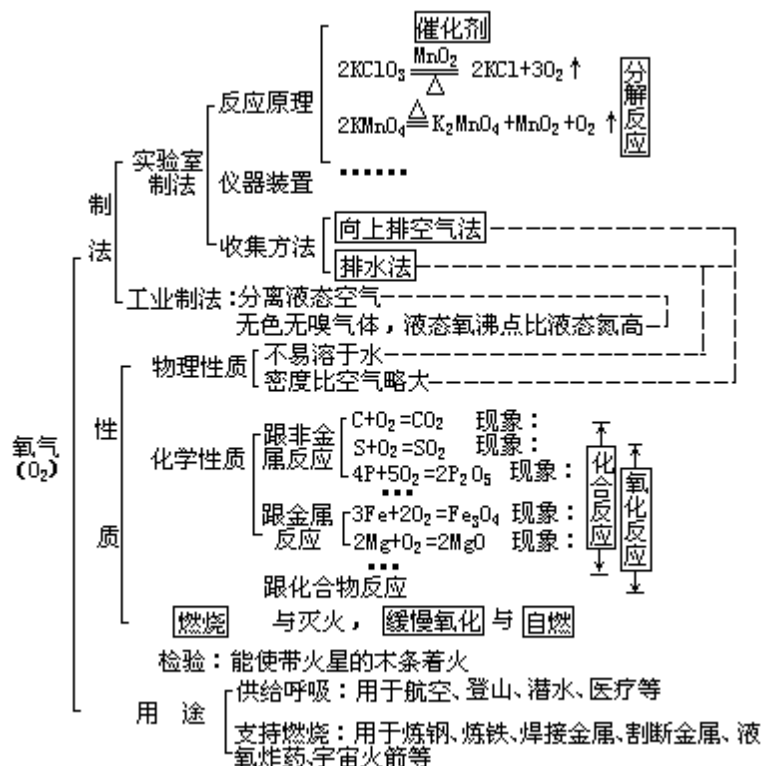 催化剂
2KClO₃ MnO₂ △ 2KCl+3O₂↑
分解反应
反应原理
2KMnO₄ △ K₂MnO₄+MnO₂+O₂↑
实验室制法
仪器装置 ······
制法
收集方法
向上排空气法
排水法
工业制法:分离液态空气
无色无嗅气体,液态氧沸点比液态氮高
物理性质
不易溶于水
密度比空气略大
氧气(O₂)
性质
化学性质
跟非金属反应
C+O₂=CO₂ 现象:
S+O₂=SO₂ 现象:
4P+5O₂=2P₂O₅ 现象:
···
化合反应
氧化反应
跟金属反应
3Fe+2O₂=Fe₃O₄ 现象:
2Mg+O₂=2MgO 现象:
···
跟化合物反应
燃烧 与灭火, 缓慢氧化 与 自燃
检验:能使带火星的木条着火
用途
供给呼吸:用于航空、登山、潜水、医疗等
支持燃烧:用于炼钢、炼铁、焊接金属、割断金属、液
氧炸药、宇宙火箭等